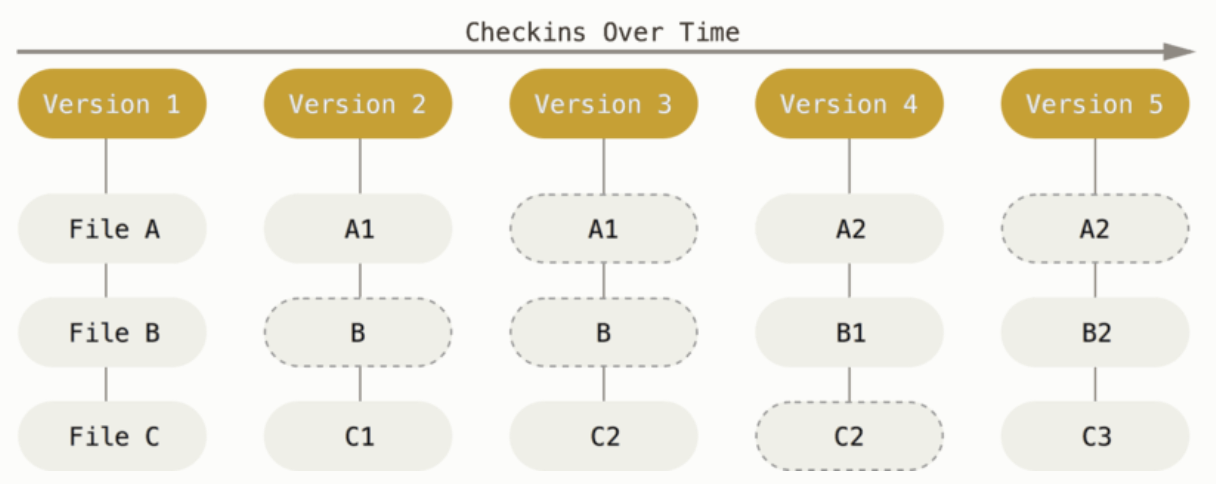 Checkins Over Time
Version 1 Version 2 Version 3 Version 4 Version 5
File A A1 A1 A2 A2
File B B B B1 B2
File C C1 C2 C2 C3